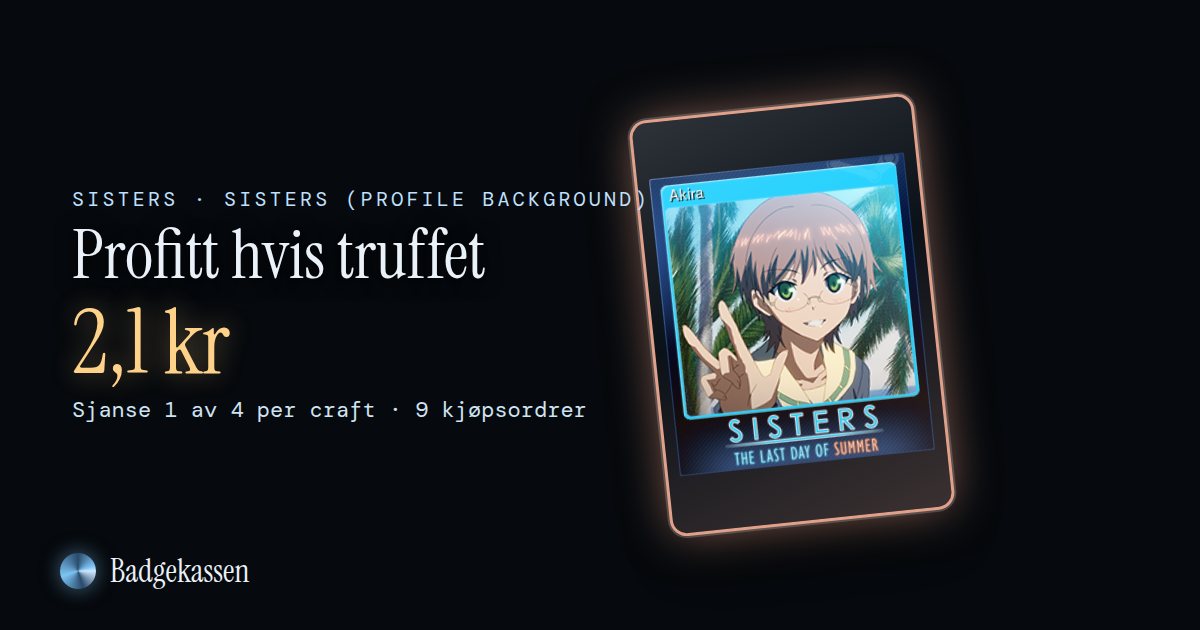 SISTERS · SISTERS (PROFILE BACKGROUND)
Profitt hvis truffet
2,1 kr
Sjanse 1 av 4 per craft · 9 kjøpsordrer
Akira
SISTERS
THE LAST DAY OF SUMMER
Badgekassen